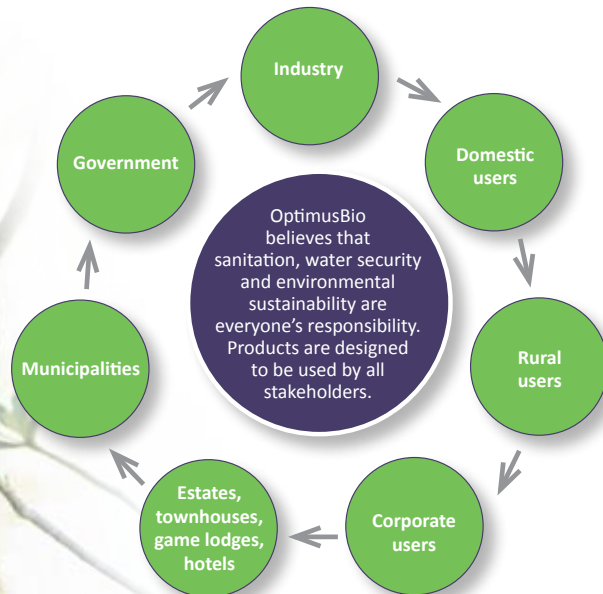 Industry
Domestic
users
Rural
users
Corporate
users
Estates,
townhouses,
game lodges,
hotels
Municipalities
Government
OptimusBio
believes that
sanitation, water security
and environmental
sustainability are
everyone’s responsibility.
Products are designed
to be used by all
stakeholders.